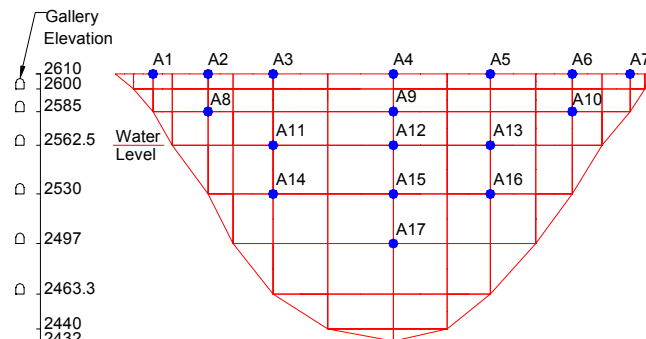 Gallery
Elevation
A1 A2 A3 A4 A5 A6 A7
2610
2600
A8 A9 A10
2585
Water
Level
A11 A12 A13
2562.5
A14 A15 A16
2530
A17
2497
2463.3
2440
2432